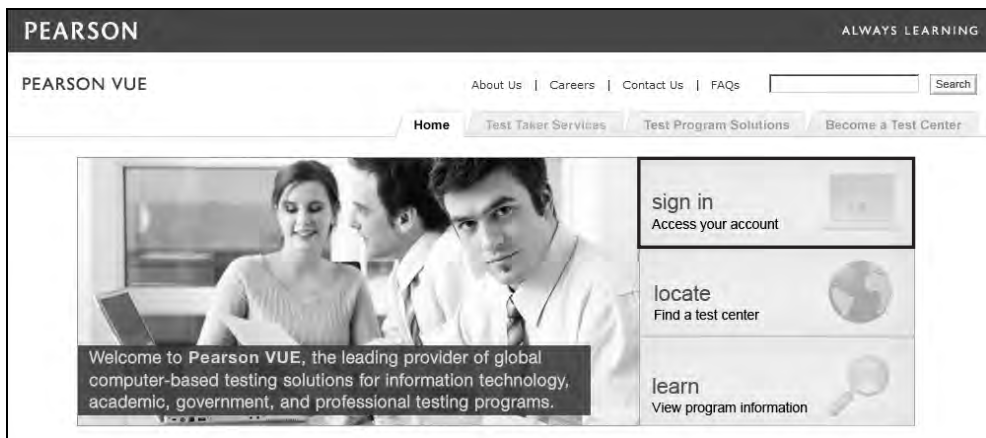 PEARSON
ALWAYS LEARNING
PEARSON VUE
About Us | Careers | Contact Us | FAQs
Search
Home
Test Taker Services
Test Program Solutions
Become a Test Center
sign in
Access your account
locate
Find a test center
Welcome to Pearson VUE, the leading provider of global
computer-based testing solutions for information technology,
academic, government, and professional testing programs.
learn
View program information